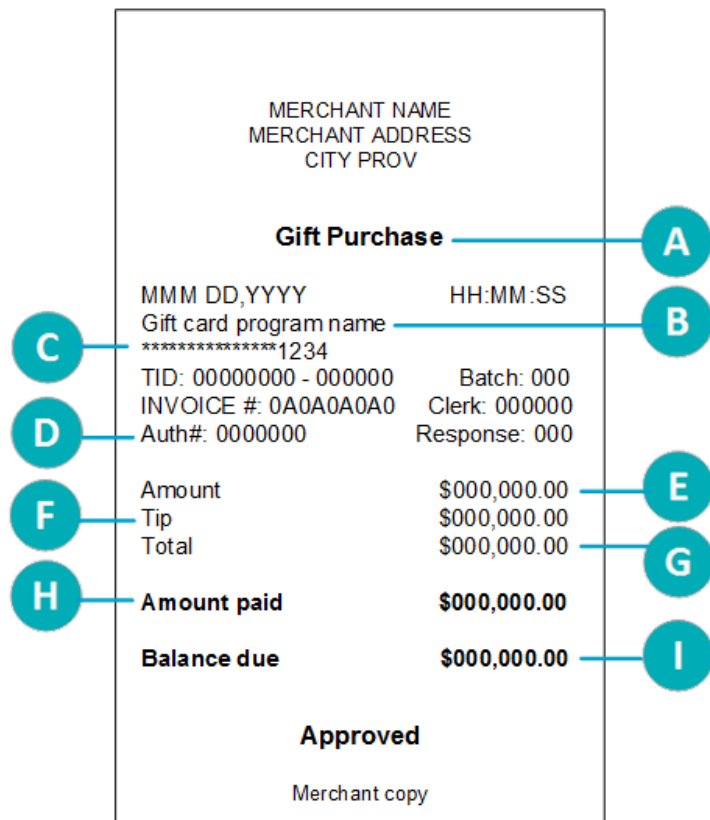 MERCHANT NAME
MERCHANT ADDRESS
CITY PROV
Gift Purchase A
MMM DD,YYYY HH:MM:SS
Gift card program name B
C ***************1234
TID: 00000000 - 000000 Batch: 000
INVOICE #: 0A0A0A0A0 Clerk: 000000
D Auth#: 0000000 Response: 000
Amount $000,000.00 E
F Tip $000,000.00
Total $000,000.00 G
H Amount paid $000,000.00
Balance due $000,000.00 I
Approved
Merchant copy